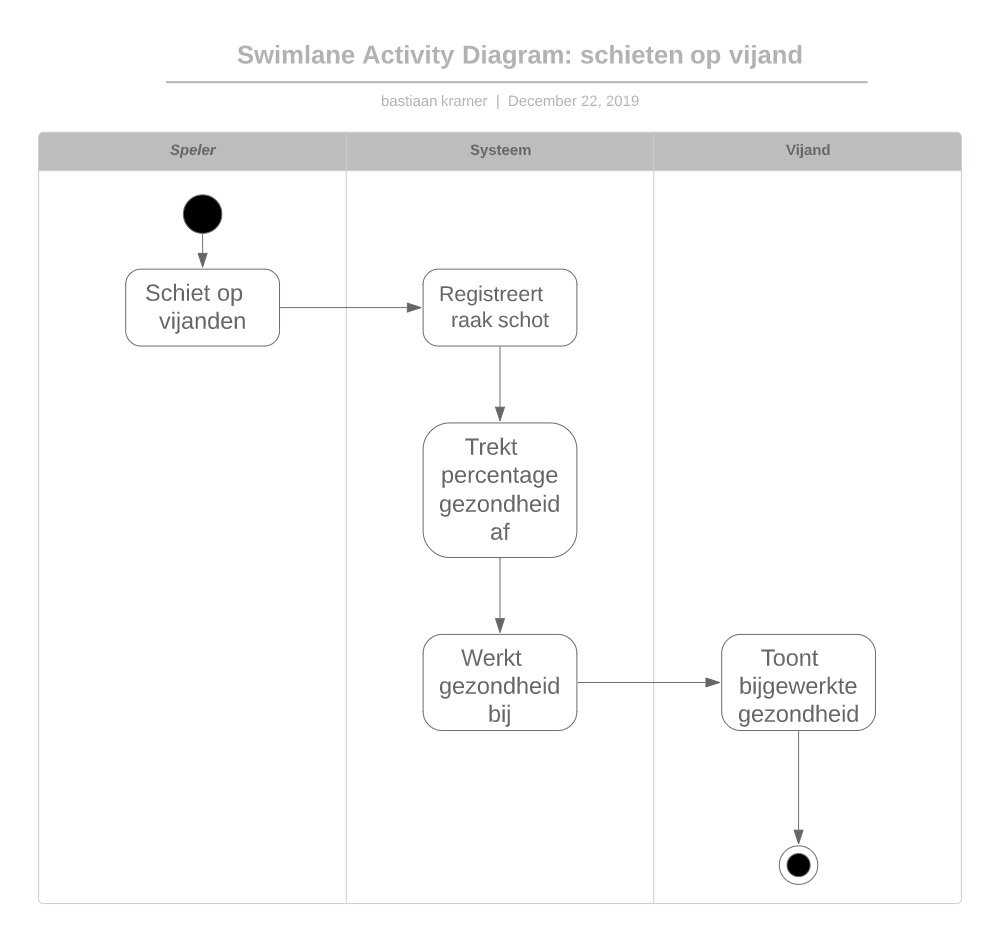 Swimlane Activity Diagram: schieten op vijand
bastiaan kramer | December 22, 2019
Speler
Systeem
Vijand
Schiet op
vijanden
Registreert
raak schot
Trekt
percentage
gezondheid
af
Werkt
gezondheid
bij
Toont
bijgewerkte
gezondheid